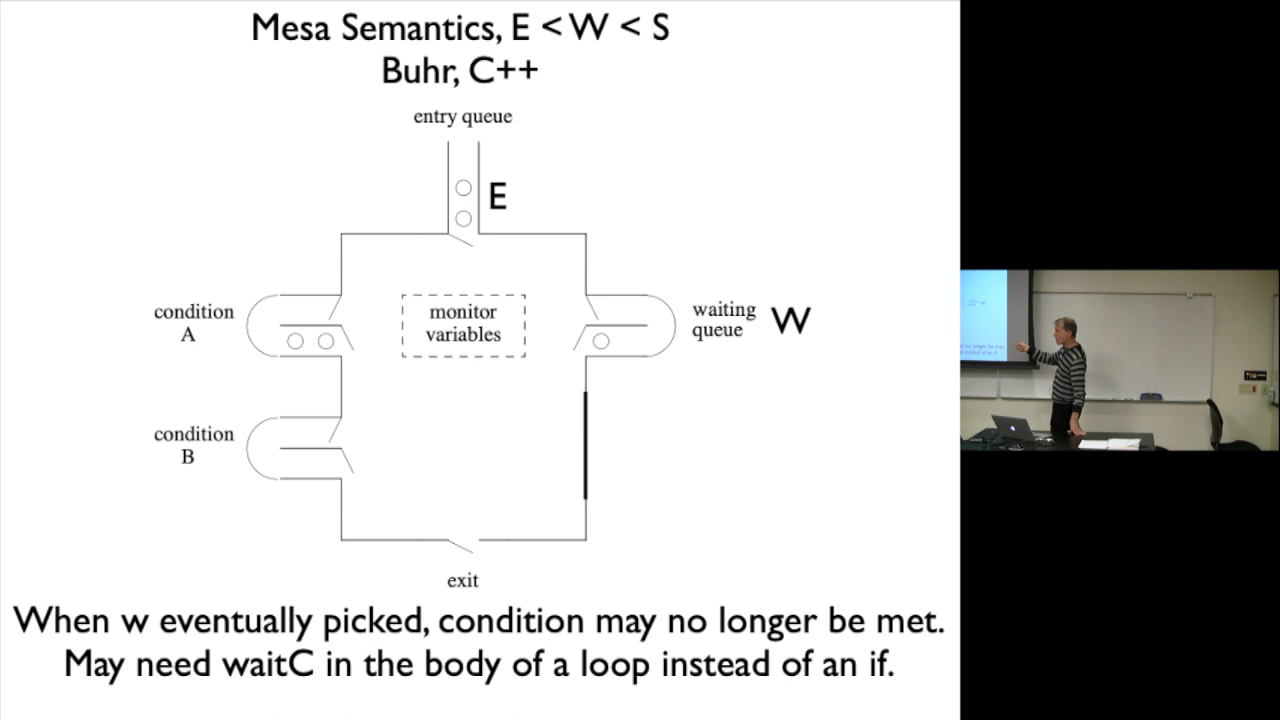 Mesa Semantics, E < W < S
Buhr, C++
entry queue
E
condition
A
monitor
variables
waiting
queue
W
condition
B
exit
When w eventually picked, condition may no longer be met.
May need waitC in the body of a loop instead of an if.